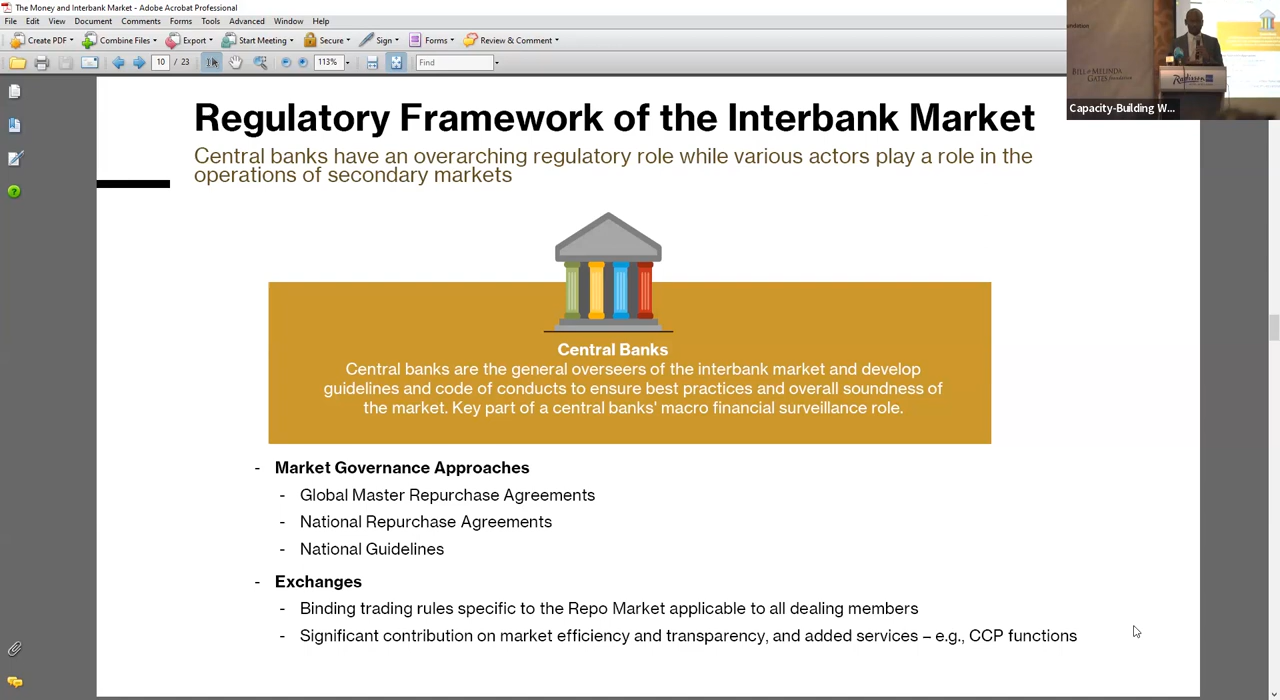 The Money and Interbank Market - Adobe Acrobat Professional
File Edit View Document Comments Forms Tools Advanced Window Help
Create PDF Combine Files Export Start Meeting Secure Sign Forms Review & Comment
10 / 23 113% Find
BILL & MELINDA
GATES foundation
Radisson
Capacity-Building W...
Regulatory Framework of the Interbank Market
Central banks have an overarching regulatory role while various actors play a role in the
operations of secondary markets
Central Banks
Central banks are the general overseers of the interbank market and develop
guidelines and code of conducts to ensure best practices and overall soundness of
the market. Key part of a central banks' macro financial surveillance role.
- Market Governance Approaches
- Global Master Repurchase Agreements
- National Repurchase Agreements
- National Guidelines
- Exchanges
- Binding trading rules specific to the Repo Market applicable to all dealing members
- Significant contribution on market efficiency and transparency, and added services – e.g., CCP functions